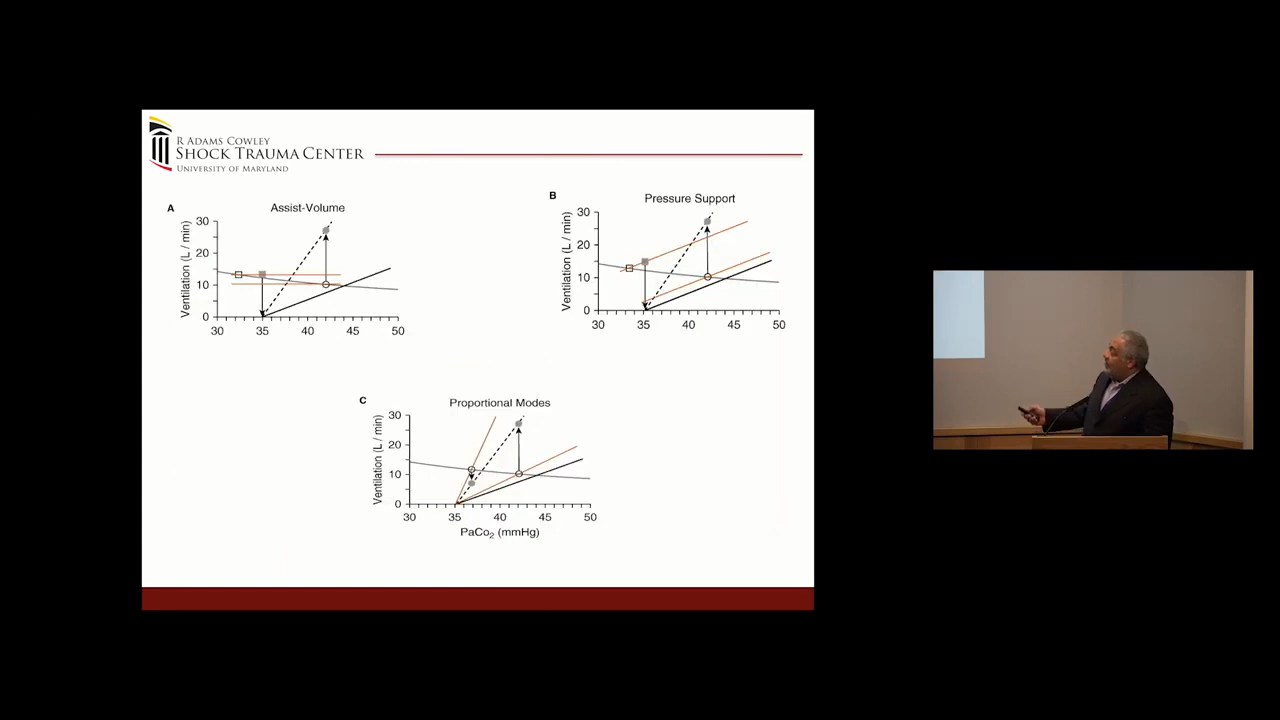 R ADAMS COWLEY
SHOCK TRAUMA CENTER
UNIVERSITY OF MARYLAND
A
Assist-Volume
Ventilation (L / min)
30
20
10
0
30 35 40 45 50
B
Pressure Support
Ventilation (L / min)
30
20
10
0
30 35 40 45 50
C
Proportional Modes
Ventilation (L / min)
30
20
10
0
30 35 40 45 50
PaCo₂ (mmHg)